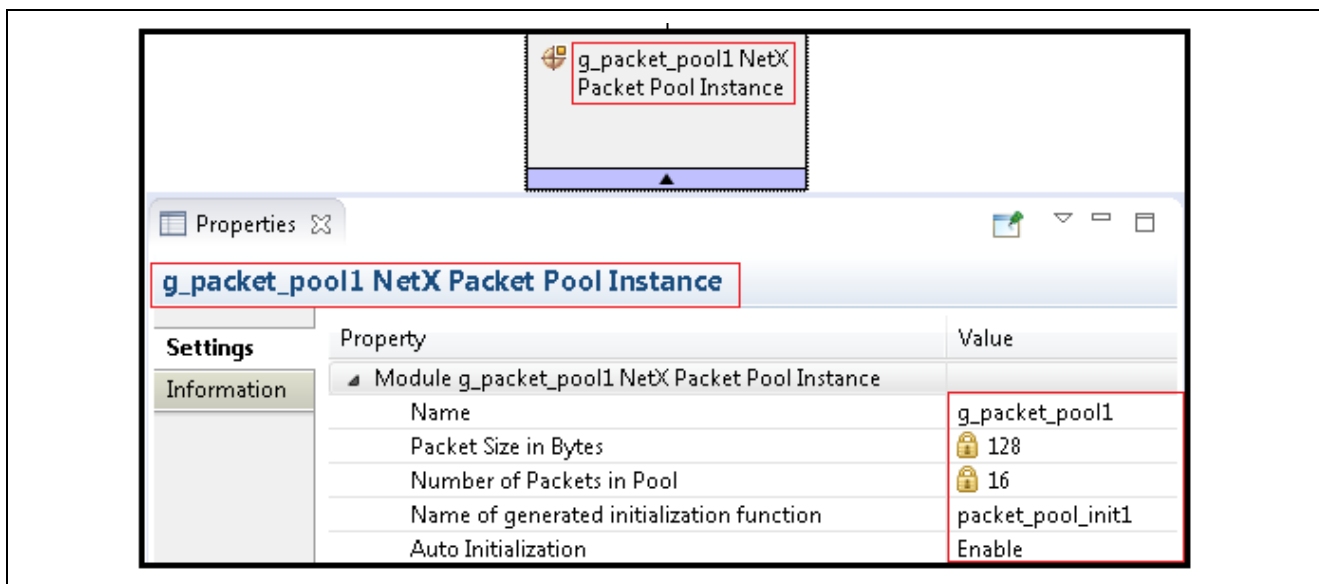 g_packet_pool1 NetX
Packet Pool Instance
Properties
g_packet_pool1 NetX Packet Pool Instance
Settings
Information
Property Value
Module g_packet_pool1 NetX Packet Pool Instance
Name g_packet_pool1
Packet Size in Bytes 128
Number of Packets in Pool 16
Name of generated initialization function packet_pool_init1
Auto Initialization Enable